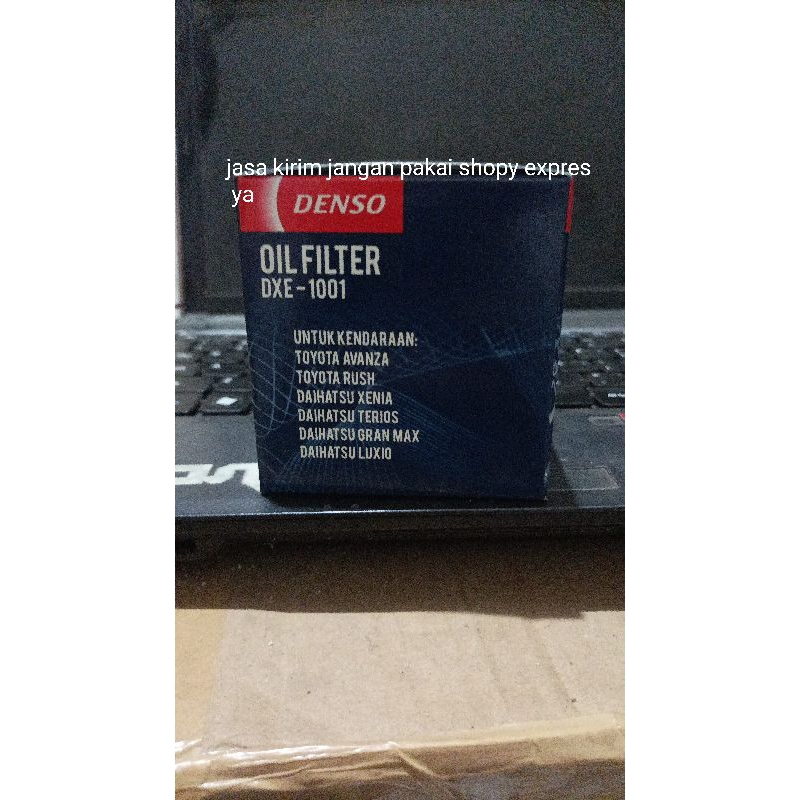 jasa kirim jangan pakai shopy expres
ya
DENSO
OIL FILTER
DXE-1001
UNTUK KENDARAAN:
TOYOTA AVANZA
TOYOTA RUSH
DAIHATSU XENIA
DAIHATSU TERIOS
DAIHATSU GRAN MAX
DAIHATSU LUXIO